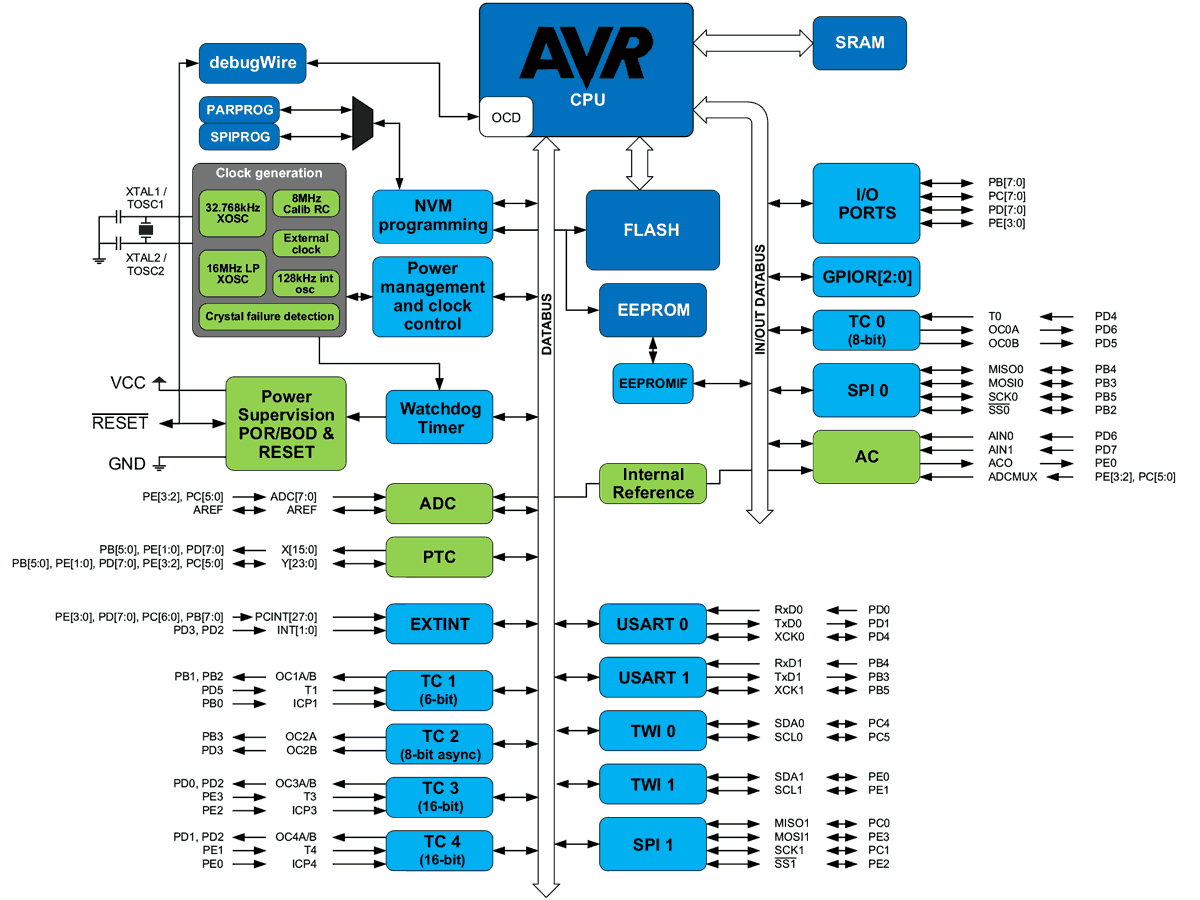 AVR
CPU
OCD
SRAM
debugWire
PARPROG
SPIPROG
Clock generation
32.768kHz
XOSC
8MHz
Calib RC
External
clock
16MHz LP
XOSC
128kHz int
osc
Crystal failure detection
XTAL1 /
TOSC1
XTAL2 /
TOSC2
NVM
programming
Power
management
and clock
control
FLASH
EEPROM
EEPROMIF
DATABUS
IN/OUT DATABUS
I/O
PORTS
PB[7:0]
PC[7:0]
PD[7:0]
PE[3:0]
GPIOR[2:0]
TC 0
(8-bit)
T0 PD4
OC0A PD6
OC0B PD5
SPI 0
MISO0 PB4
MOSI0 PB3
SCK0 PB5
SS0 PB2
AC
AIN0 PD6
AIN1 PD7
ACO PE0
ADCMUX PE[3:2], PC[5:0]
VCC
RESET
GND
Power
Supervision
POR/BOD &
RESET
Watchdog
Timer
Internal
Reference
PE[3:2], PC[5:0] ADC[7:0]
AREF AREF
ADC
PB[5:0], PE[1:0], PD[7:0] X[15:0]
PB[5:0], PE[1:0], PD[7:0], PE[3:2], PC[5:0] Y[23:0]
PTC
PE[3:0], PD[7:0], PC[6:0], PB[7:0] PCINT[27:0]
PD3, PD2 INT[1:0]
EXTINT
PB1, PB2 OC1A/B
PD5 T1
PB0 ICP1
TC 1
(6-bit)
PB3 OC2A
PD3 OC2B
TC 2
(8-bit async)
PD0, PD2 OC3A/B
PE3 T3
PE2 ICP3
TC 3
(16-bit)
PD1, PD2 OC4A/B
PE1 T4
PE0 ICP4
TC 4
(16-bit)
USART 0
RxD0 PD0
TxD0 PD1
XCK0 PD4
USART 1
RxD1 PB4
TxD1 PB3
XCK1 PB5
TWI 0
SDA0 PC4
SCL0 PC5
TWI 1
SDA1 PE0
SCL1 PE1
SPI 1
MISO1 PC0
MOSI1 PE3
SCK1 PC1
SS1 PE2